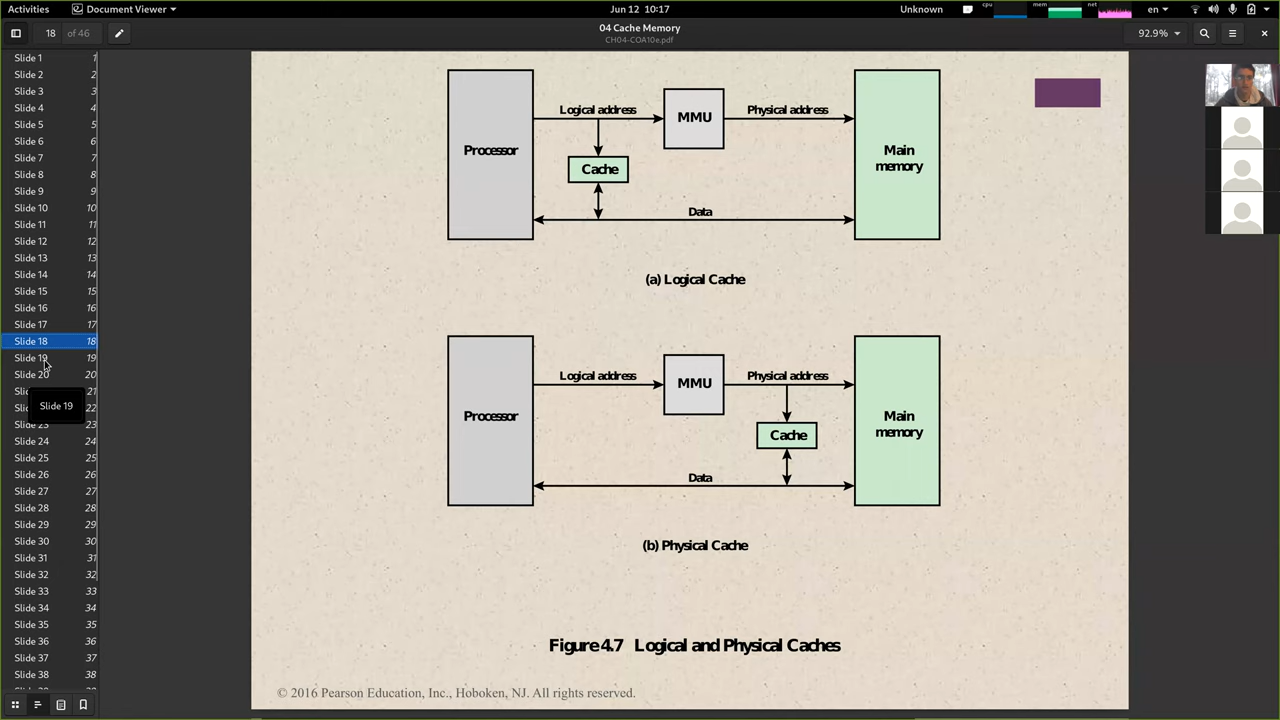 Activities Document Viewer Jun 12 10:17 Unknown cpu mem net en
18 of 46 04 Cache Memory 92.9%
CH04-COA10e.pdf
Slide 1 1
Slide 2 2
Slide 3 3
Slide 4 4
Slide 5 5
Slide 6 6
Slide 7 7
Slide 8 8
Slide 9 9
Slide 10 10
Slide 11 11
Slide 12 12
Slide 13 13
Slide 14 14
Slide 15 15
Slide 16 16
Slide 17 17
Slide 18 18
Slide 19 19
Slide 20 20
21
22
Slide 19
23
Slide 24 24
Slide 25 25
Slide 26 26
Slide 27 27
Slide 28 28
Slide 29 29
Slide 30 30
Slide 31 31
Slide 32 32
Slide 33 33
Slide 34 34
Slide 35 35
Slide 36 36
Slide 37 37
Slide 38 38
Logical address MMU Physical address
Processor Cache Main
memory
Data
(a) Logical Cache
Logical address MMU Physical address
Processor Cache Main
memory
Data
(b) Physical Cache
Figure 4.7 Logical and Physical Caches
© 2016 Pearson Education, Inc., Hoboken, NJ. All rights reserved.